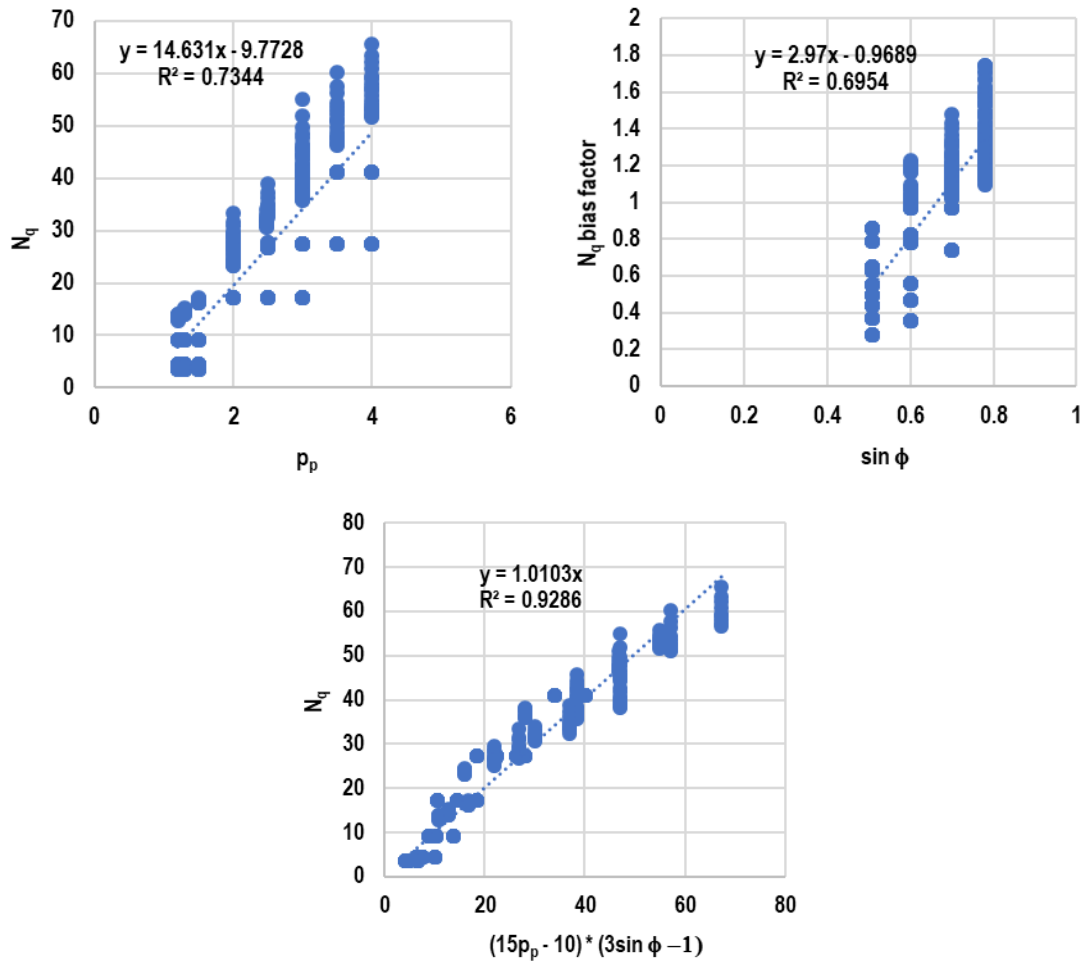 y = 14.631x - 9.7728
R² = 0.7344
70
60
50
40
30
20
10
0
0 2 4 6
Nq
pp
y = 2.97x - 0.9689
R² = 0.6954
2
1.8
1.6
1.4
1.2
1
0.8
0.6
0.4
0.2
0
0 0.2 0.4 0.6 0.8 1
Nq bias factor
sin ϕ
y = 1.0103x
R² = 0.9286
80
70
60
50
40
30
20
10
0
0 20 40 60 80
Nq
(15pp - 10) * (3sin ϕ −1)